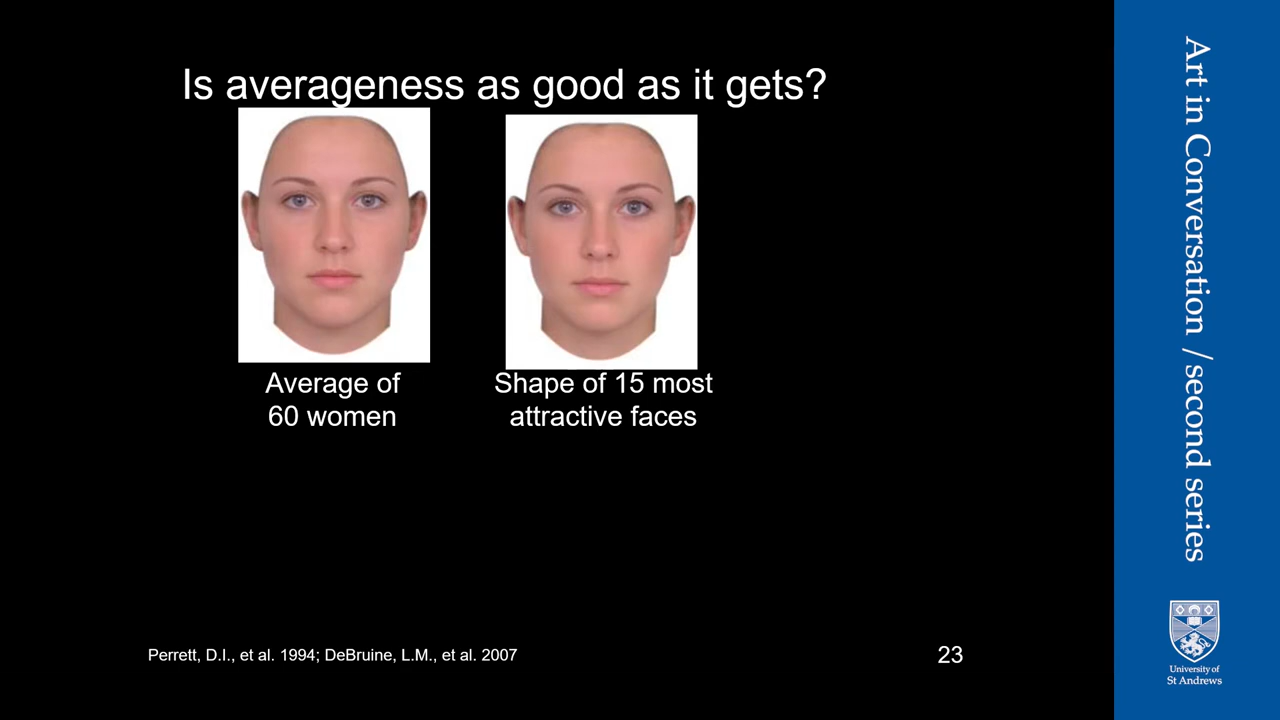 Is averageness as good as it gets?
Average of
60 women
Shape of 15 most
attractive faces
Perrett, D.I., et al. 1994; DeBruine, L.M., et al. 2007
23
Art in Conversation / second series
University of
St Andrews